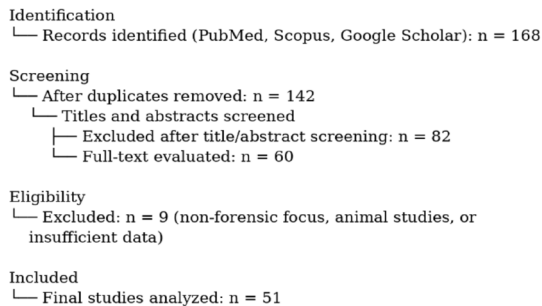 Identification
└── Records identified (PubMed, Scopus, Google Scholar): n = 168
Screening
└── After duplicates removed: n = 142
└── Titles and abstracts screened
├── Excluded after title/abstract screening: n = 82
└── Full-text evaluated: n = 60
Eligibility
└── Excluded: n = 9 (non-forensic focus, animal studies, or
insufficient data)
Included
└── Final studies analyzed: n = 51